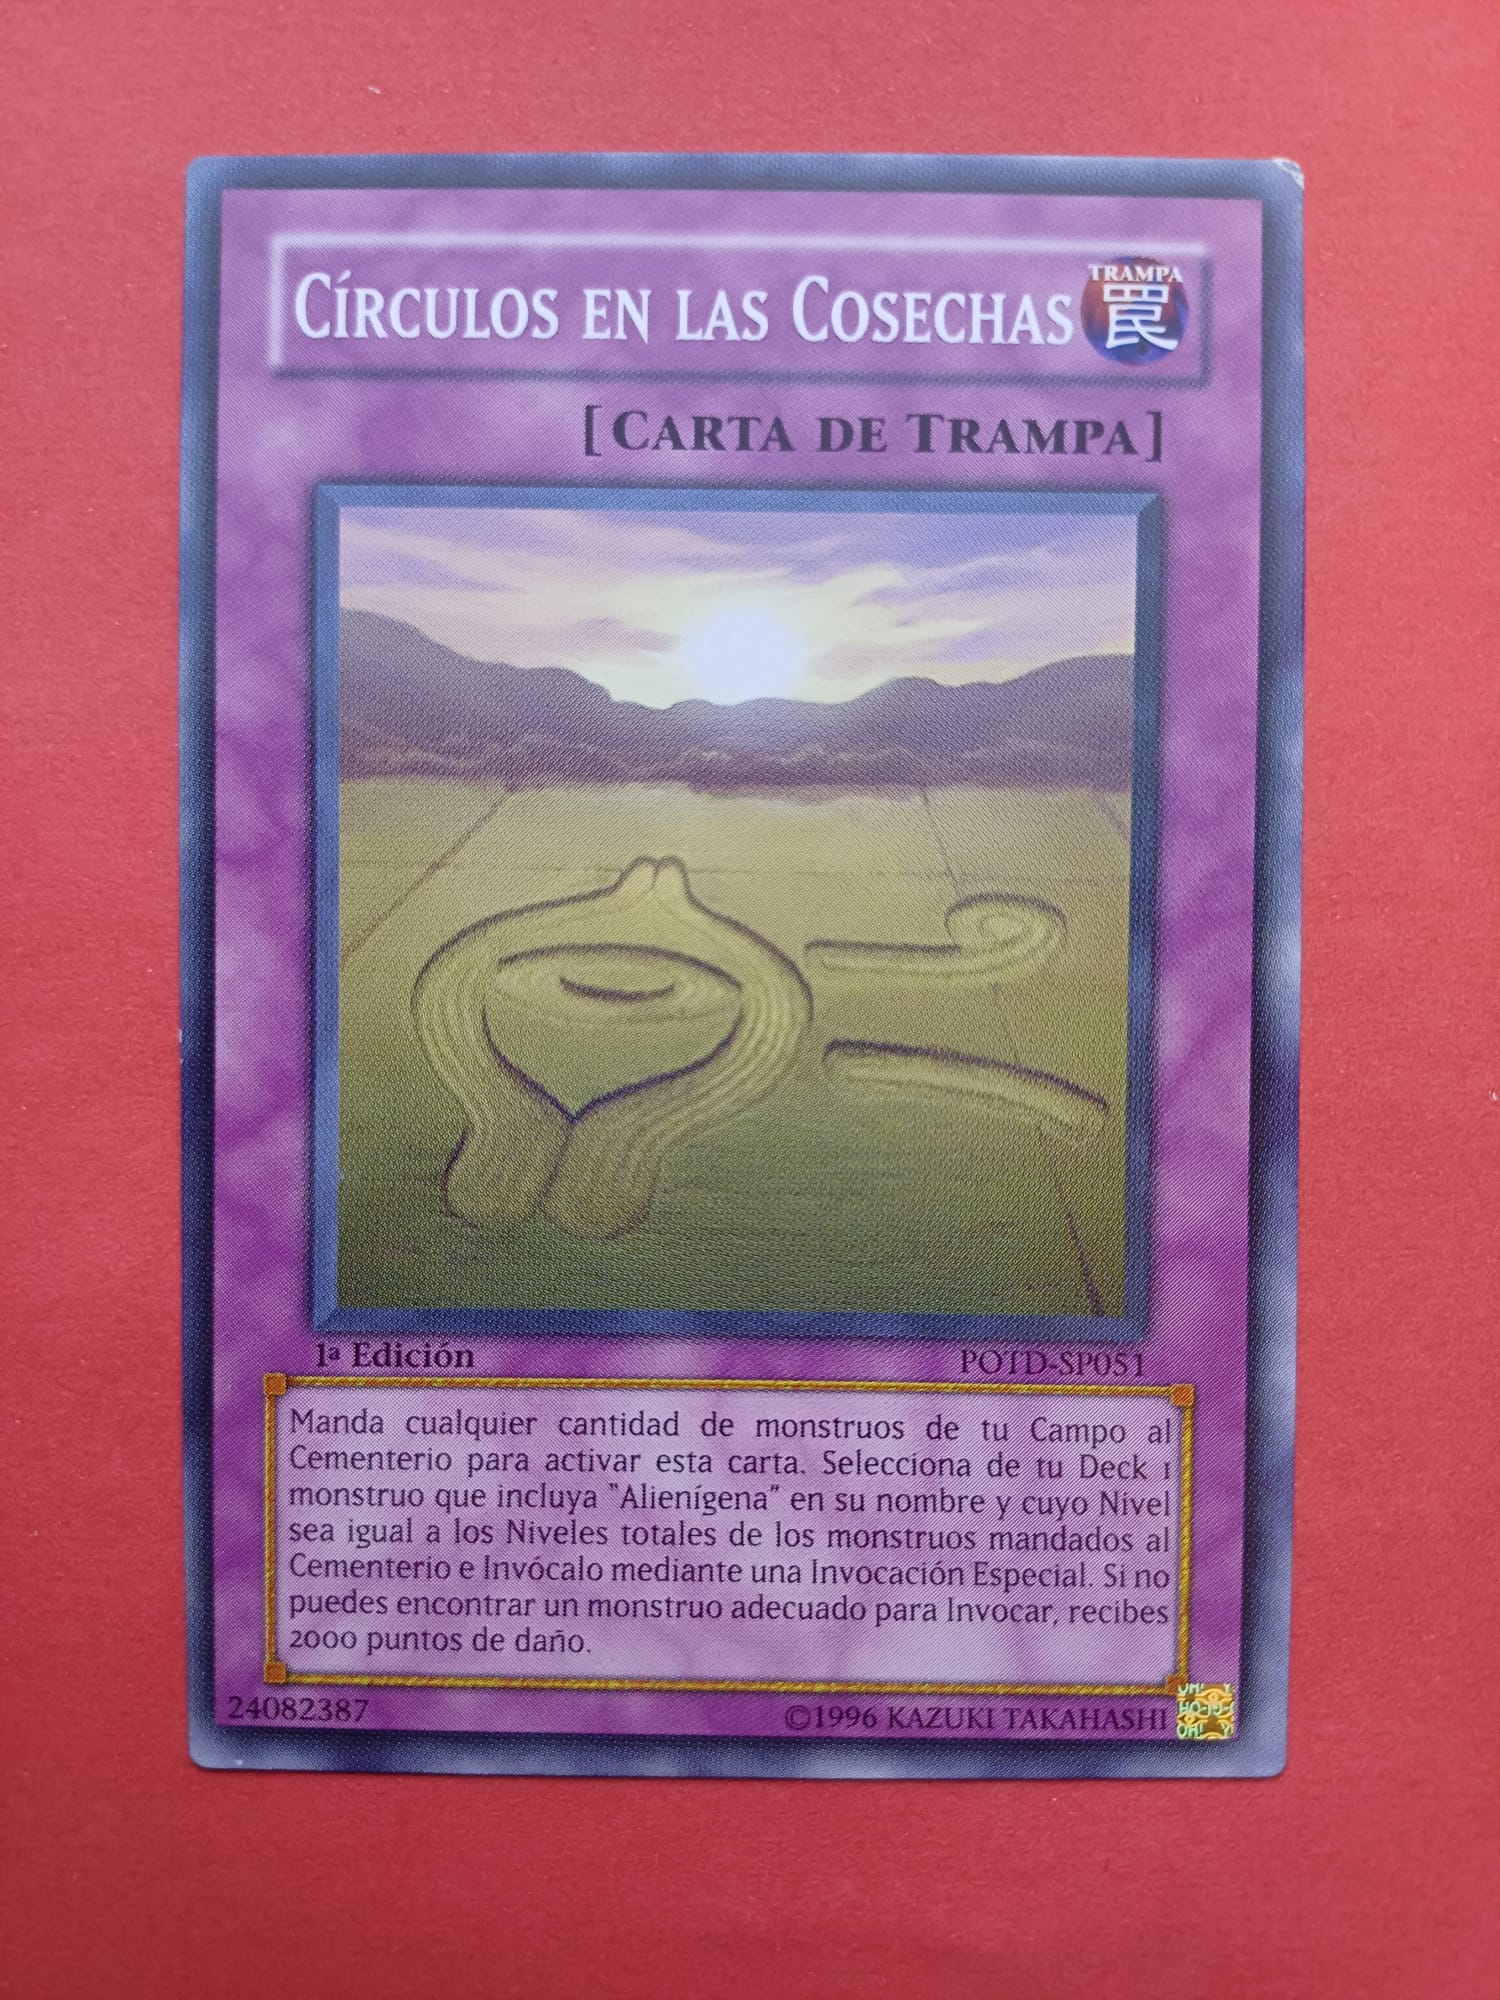 CÍRCULOS EN LAS COSECHAS
TRAMPA
罠
[CARTA DE TRAMPA]
1ª Edición
POTD-SP051
Manda cualquier cantidad de monstruos de tu Campo al
Cementerio para activar esta carta. Selecciona de tu Deck 1
monstruo que incluya "Alienígena" en su nombre y cuyo Nivel
sea igual a los Niveles totales de los monstruos mandados al
Cementerio e Invócalo mediante una Invocación Especial. Si no
puedes encontrar un monstruo adecuado para Invocar, recibes
2000 puntos de daño.
24082387
©1996 KAZUKI TAKAHASHI